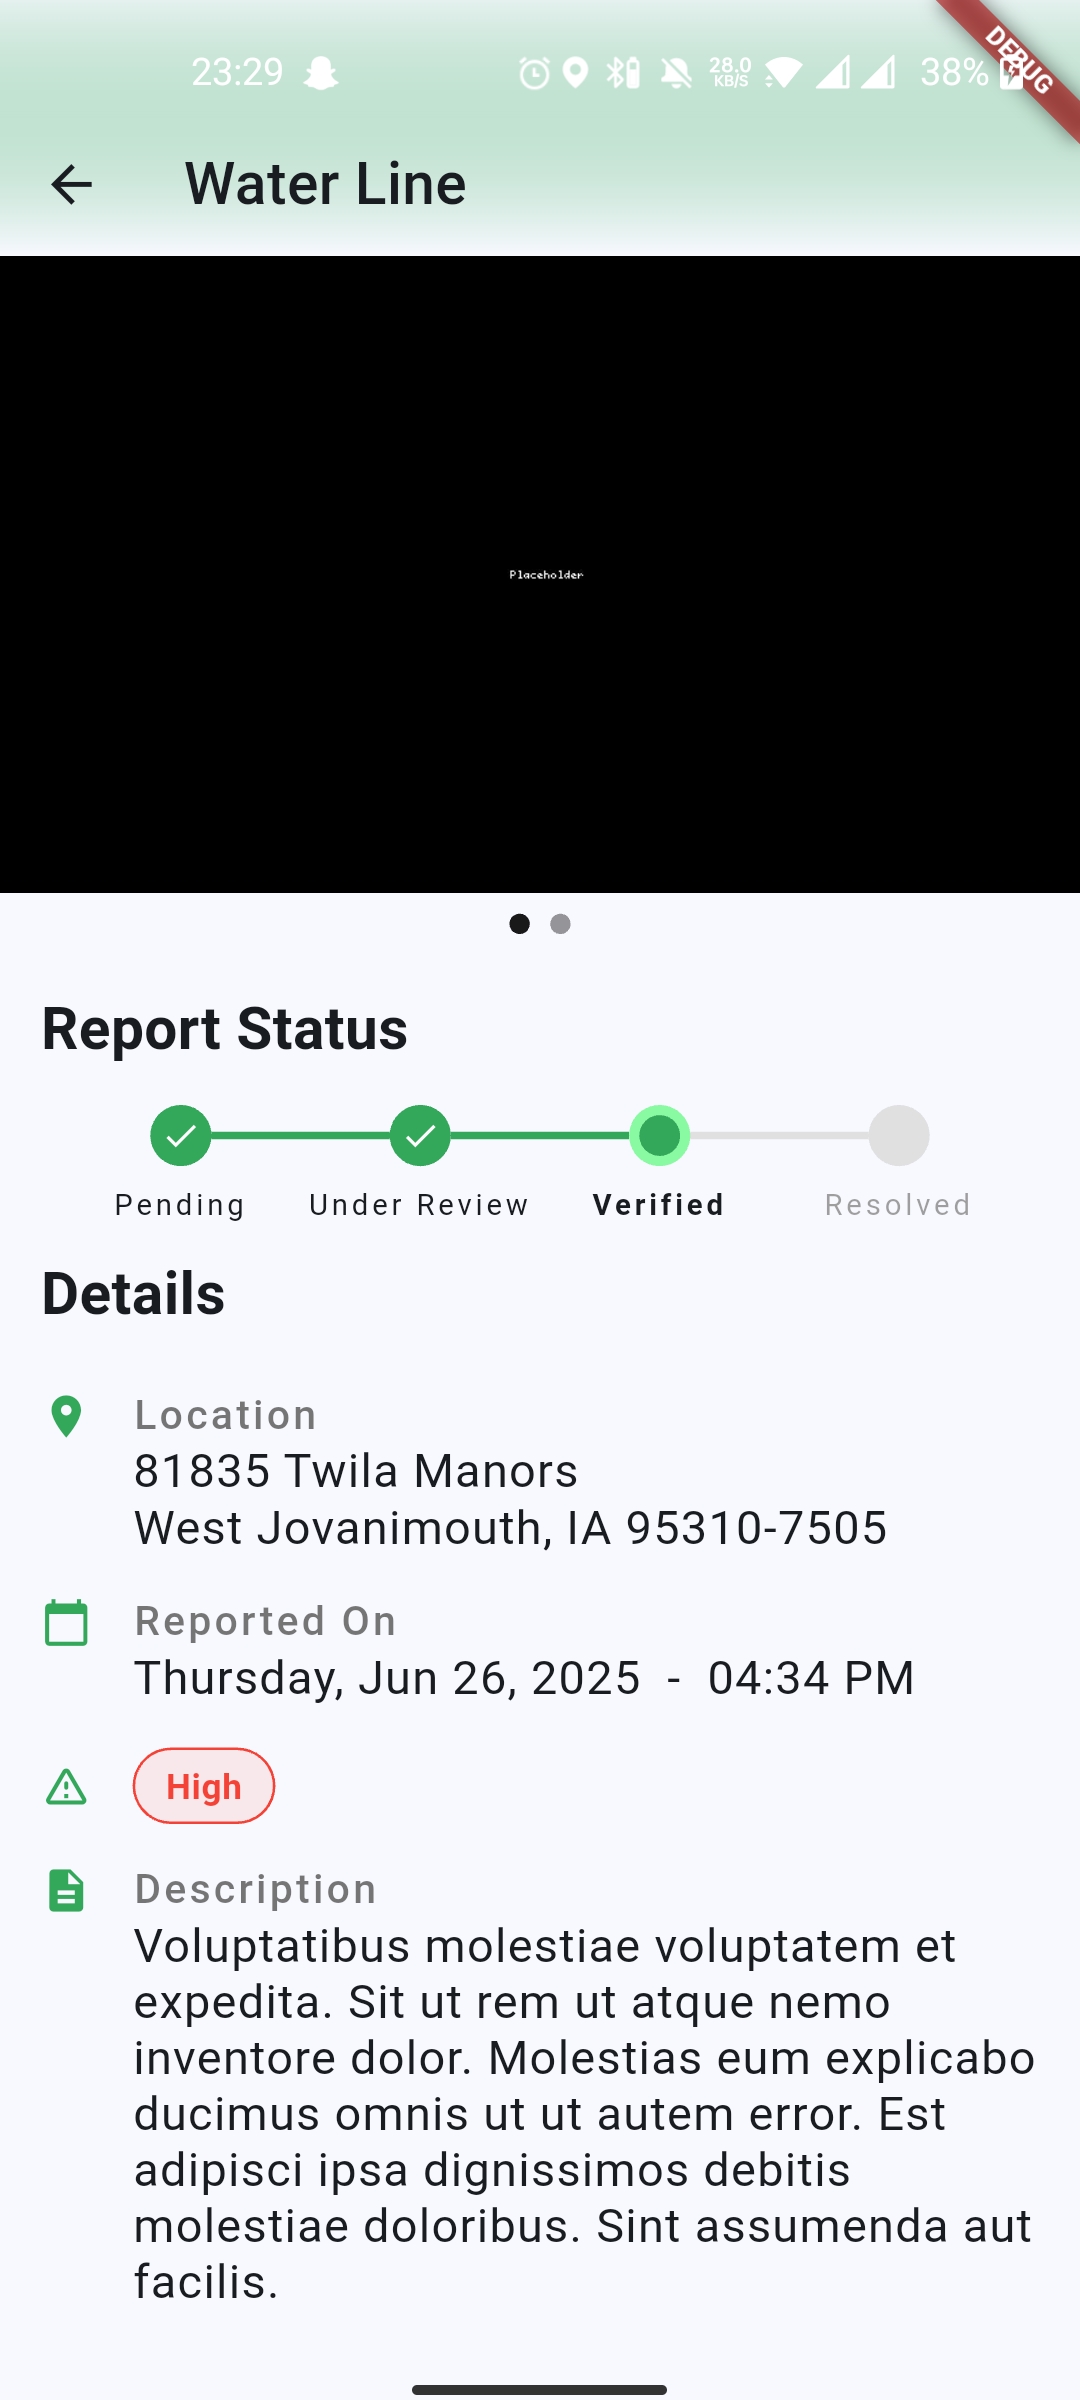 23:29
28.0
KB/S
38%
DEBUG
Water Line
Placeholder
Report Status
Pending
Under Review
Verified
Resolved
Details
Location
81835 Twila Manors
West Jovanimouth, IA 95310-7505
Reported On
Thursday, Jun 26, 2025  -  04:34 PM
High
Description
Voluptatibus molestiae voluptatem et
expedita. Sit ut rem ut atque nemo
inventore dolor. Molestias eum explicabo
ducimus omnis ut ut autem error. Est
adipisci ipsa dignissimos debitis
molestiae doloribus. Sint assumenda aut
facilis.